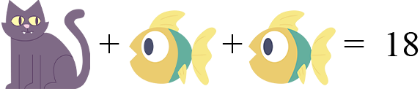 + + = 18